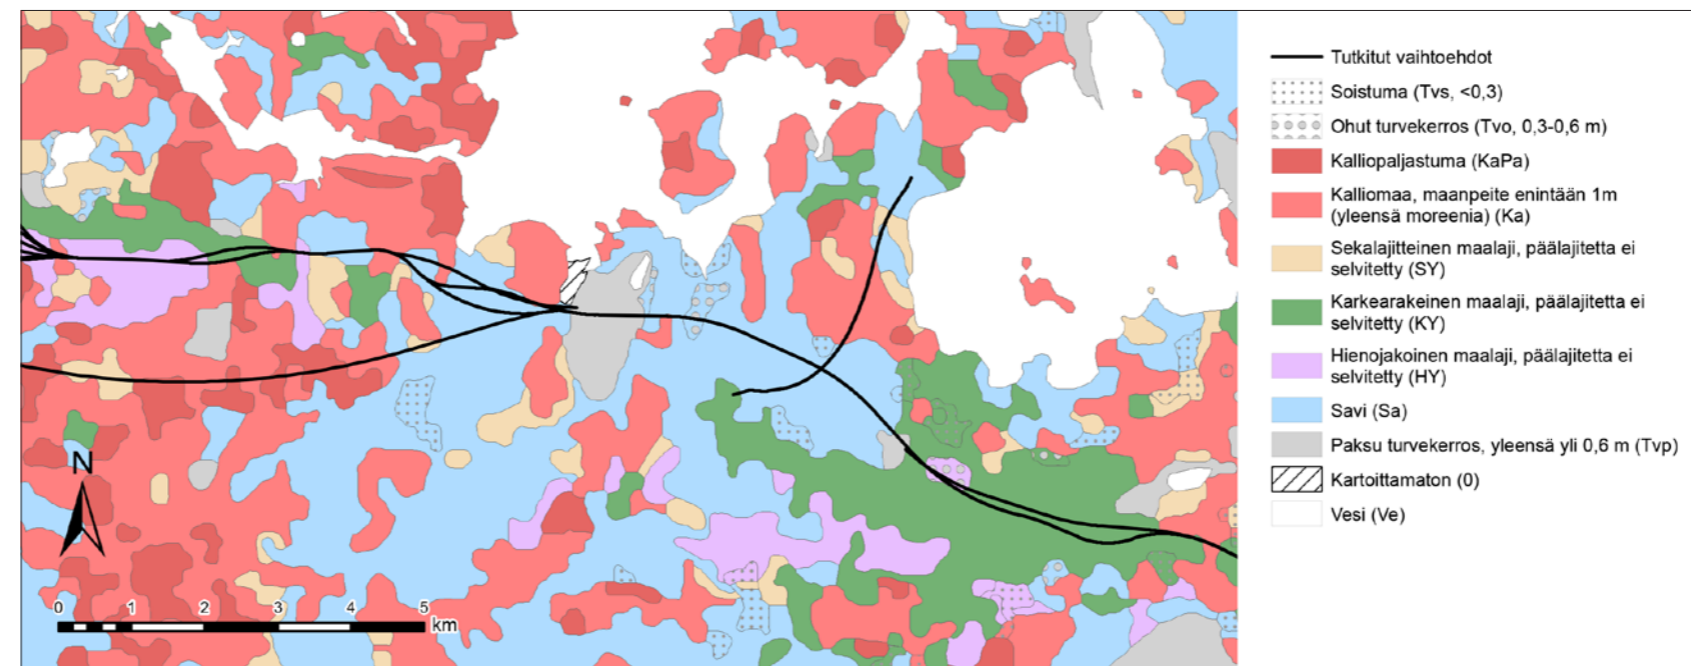 Tutkitut vaihtoehdot
Soistuma (Tvs, <0,3)
Ohut turvekerros (Tvo, 0,3-0,6 m)
Kalliopaljastuma (KaPa)
Kalliomaa, maanpeite enintään 1m
(yleensä moreenia) (Ka)
Sekalajitteinen maalaji, päälajitetta ei
selvitetty (SY)
Karkearakeinen maalaji, päälajitetta ei
selvitetty (KY)
Hienojakoinen maalaji, päälajitetta ei
selvitetty (HY)
Savi (Sa)
Paksu turvekerros, yleensä yli 0,6 m (Tvp)
Kartoittamaton (0)
Vesi (Ve)
N
0 1 2 3 4 5
km